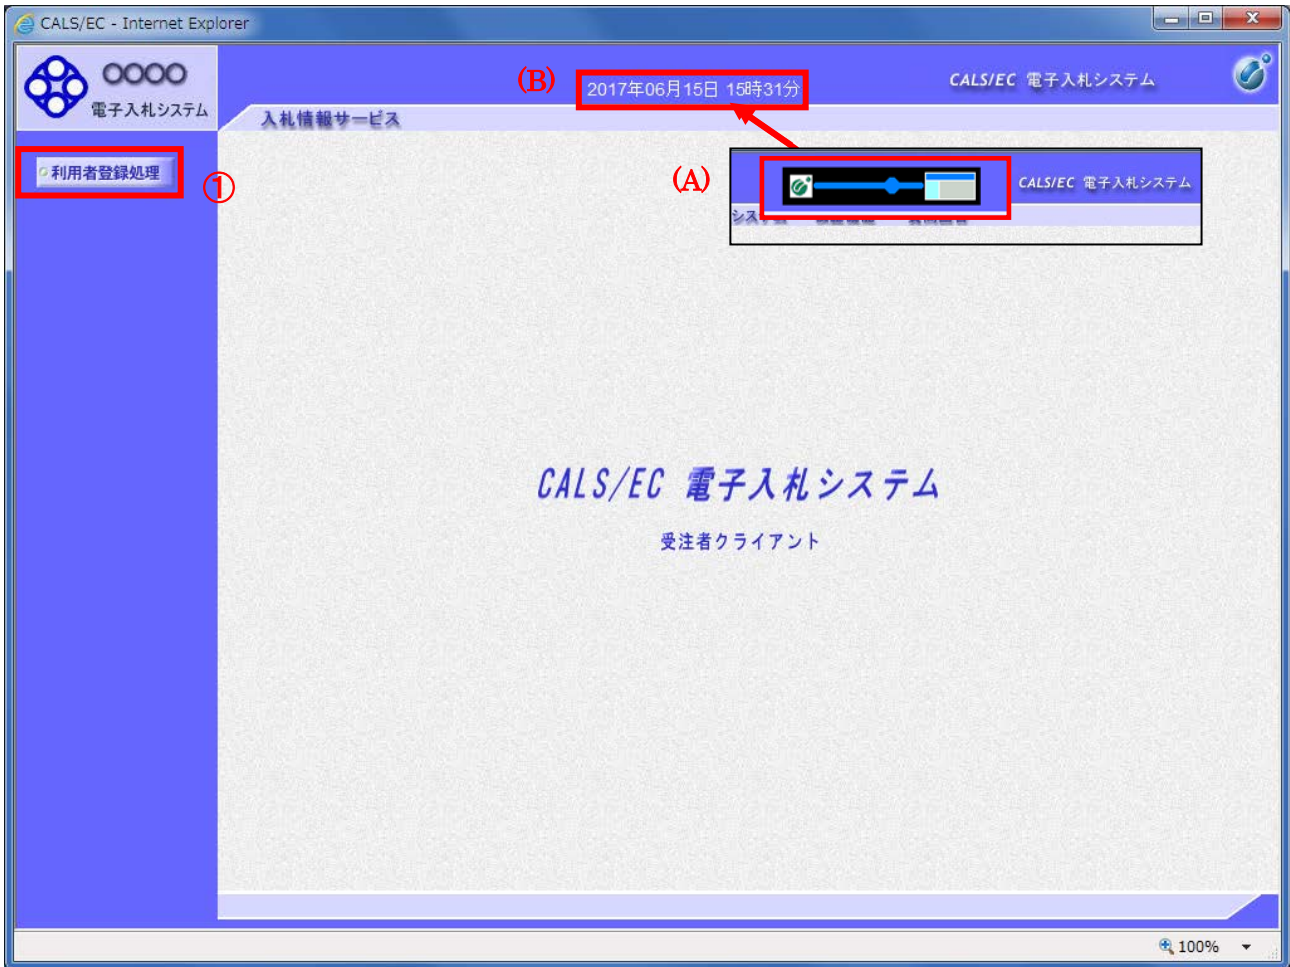 CALS/EC - Internet Explorer
○○○○
電子入札システム
(B)
2017年06月15日 15時31分
CALS/EC 電子入札システム
入札情報サービス
利用者登録処理
①
(A)
CALS/EC 電子入札システム
CALS/EC 電子入札システム
受注者クライアント
100%